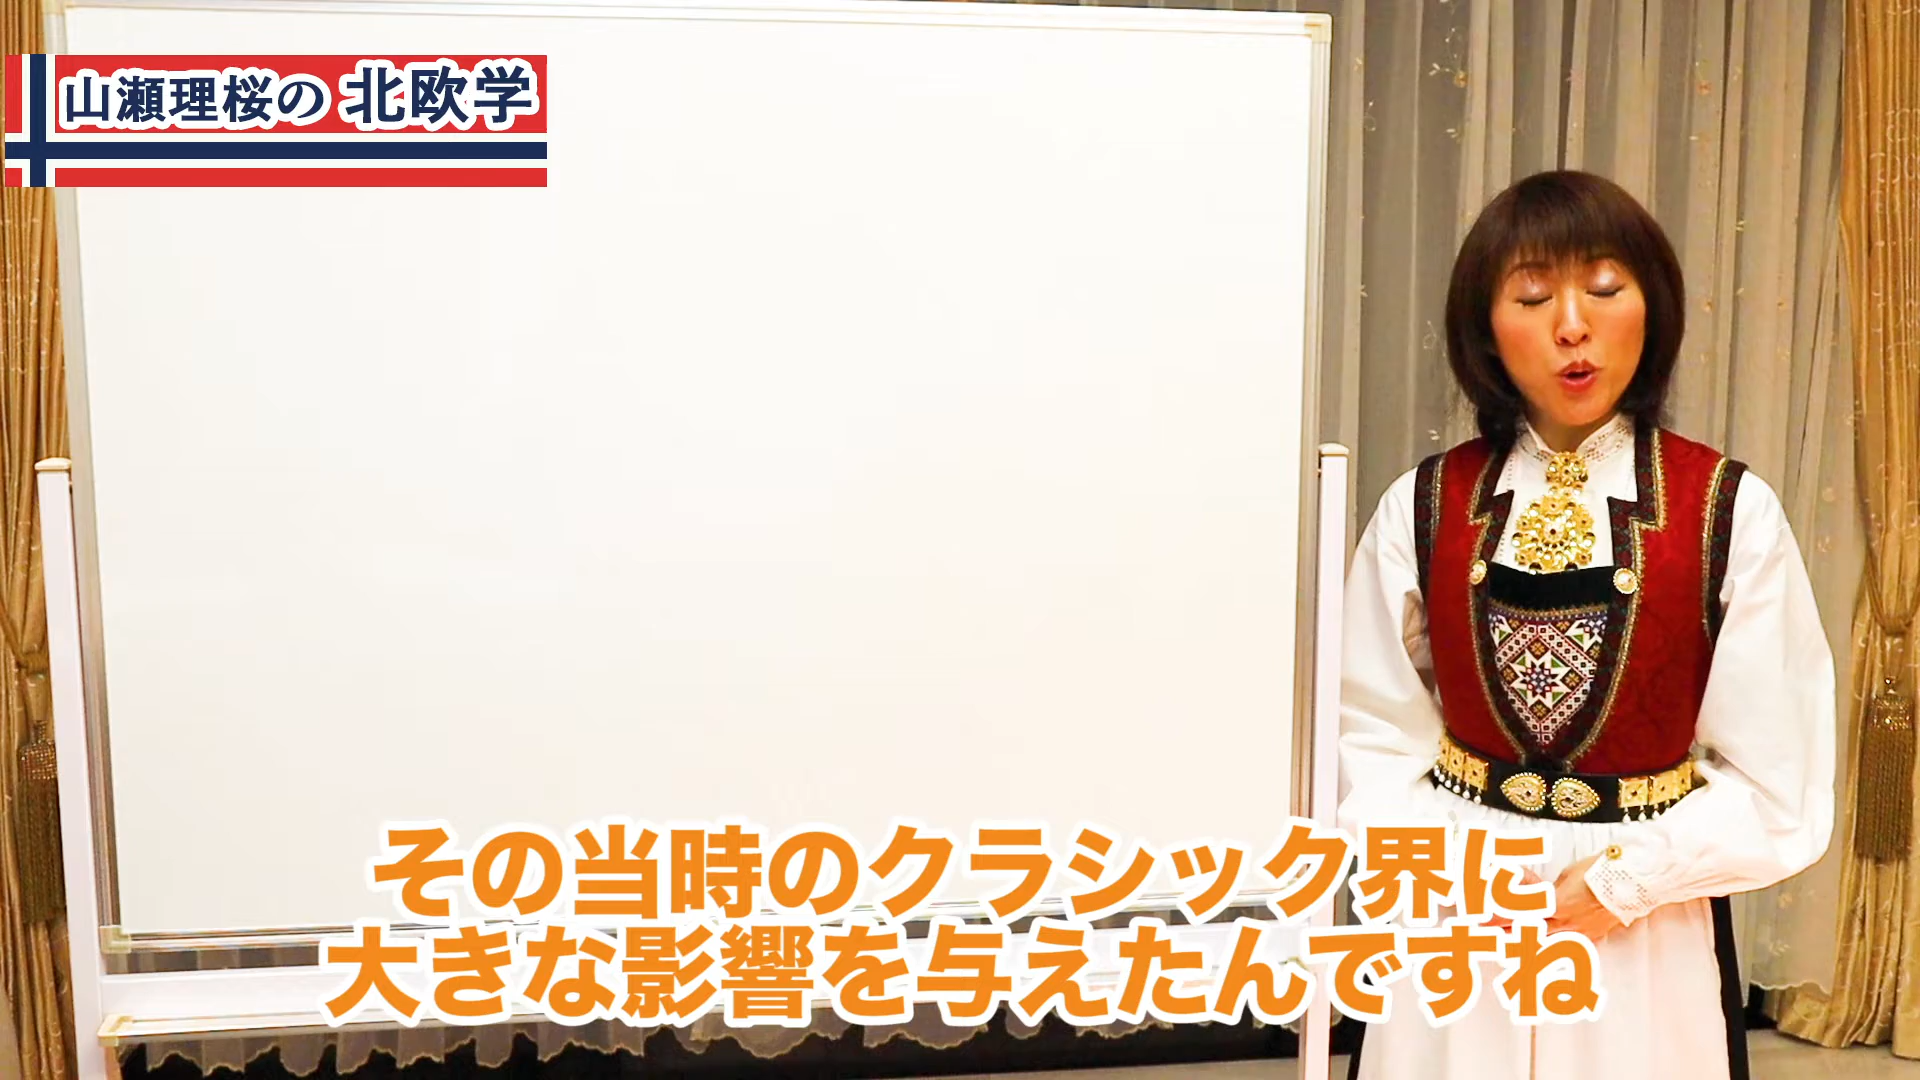 山瀬理桜の北欧学
その当時のクラシック界に
大きな影響を与えたんですね